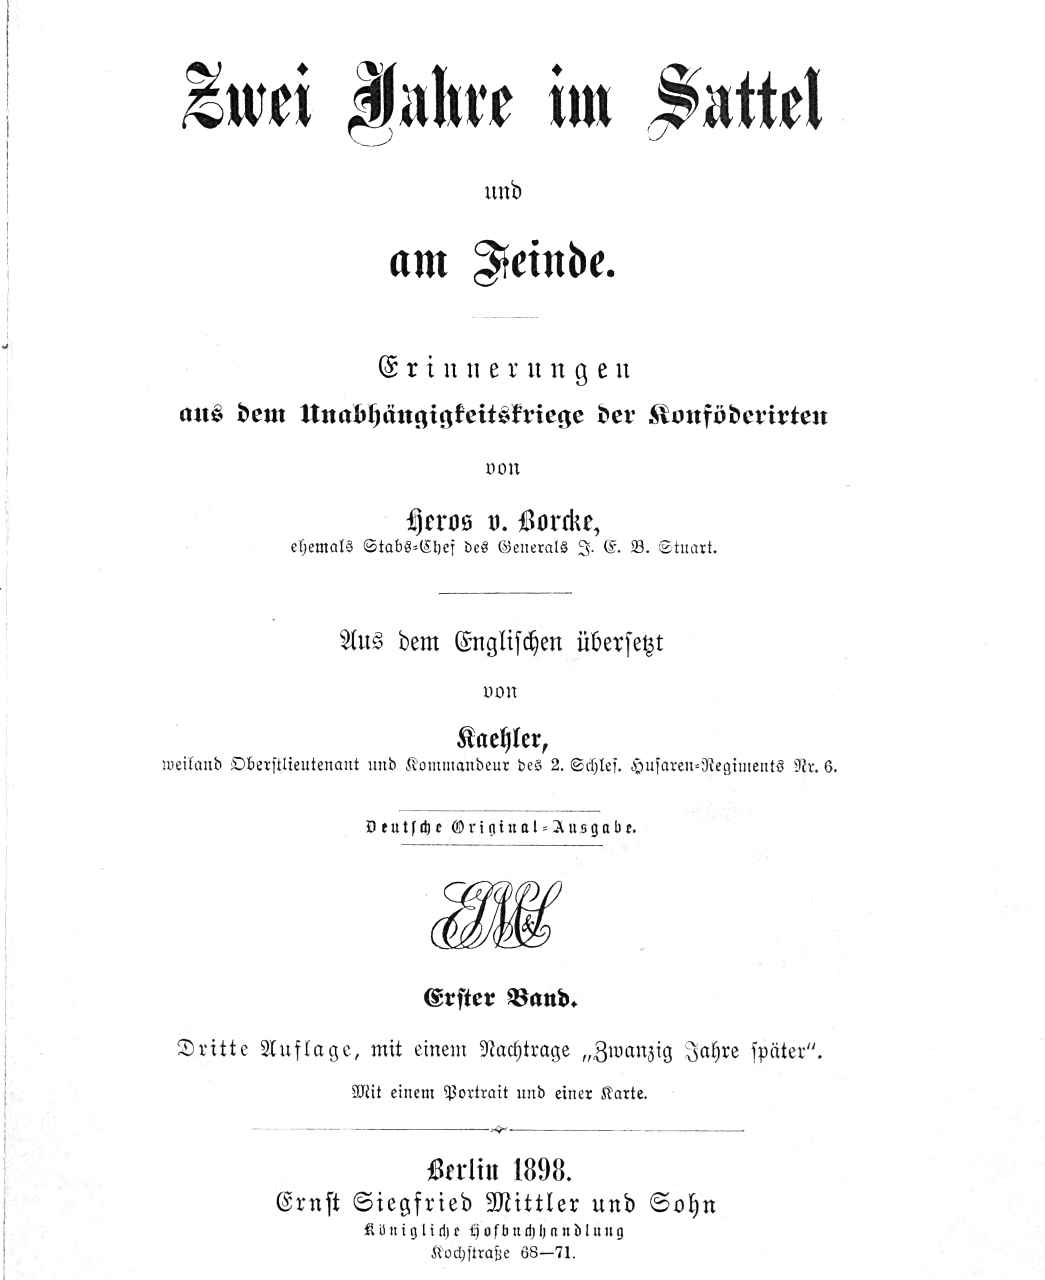 Zwei Jahre im Sattel
und
am Feinde.
Erinnerungen
aus dem Unabhängigkeitskriege der Konföderirten
von
Heros v. Borcke,
ehemals Stabs-Chef des Generals J. E. B. Stuart.
Aus dem Englischen übersetzt
von
Kaehler,
weiland Oberstlieutenant und Kommandeur des 2. Schles. Husaren-Regiments Nr. 6.
Deutsche Original-Ausgabe.
ESM&S
Erster Band.
Dritte Auflage, mit einem Nachtrage „Zwanzig Jahre später“.
Mit einem Portrait und einer Karte.
Berlin 1898.
Ernst Siegfried Mittler und Sohn
Königliche Hofbuchhandlung
Kochstraße 68—71.